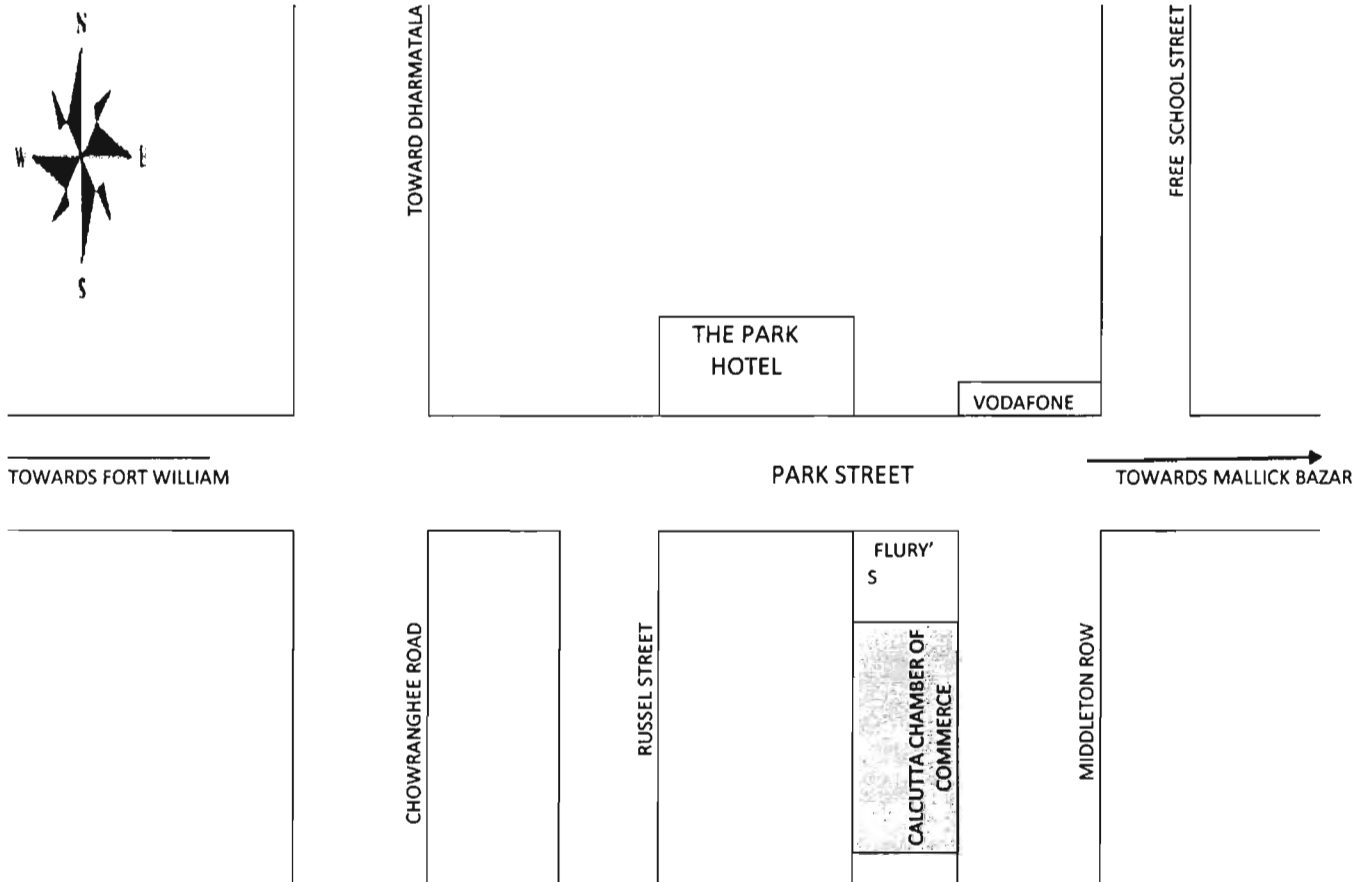 N
W
E
S
TOWARD DHARMATALA
FREE SCHOOL STREET
THE PARK
HOTEL
VODAFONE
TOWARDS FORT WILLIAM
PARK STREET
TOWARDS MALLICK BAZAR
FLURY'
S
CHOWRANGHEE ROAD
RUSSEL STREET
CALCUTTA CHAMBER OF
COMMERCE
MIDDLETON ROW